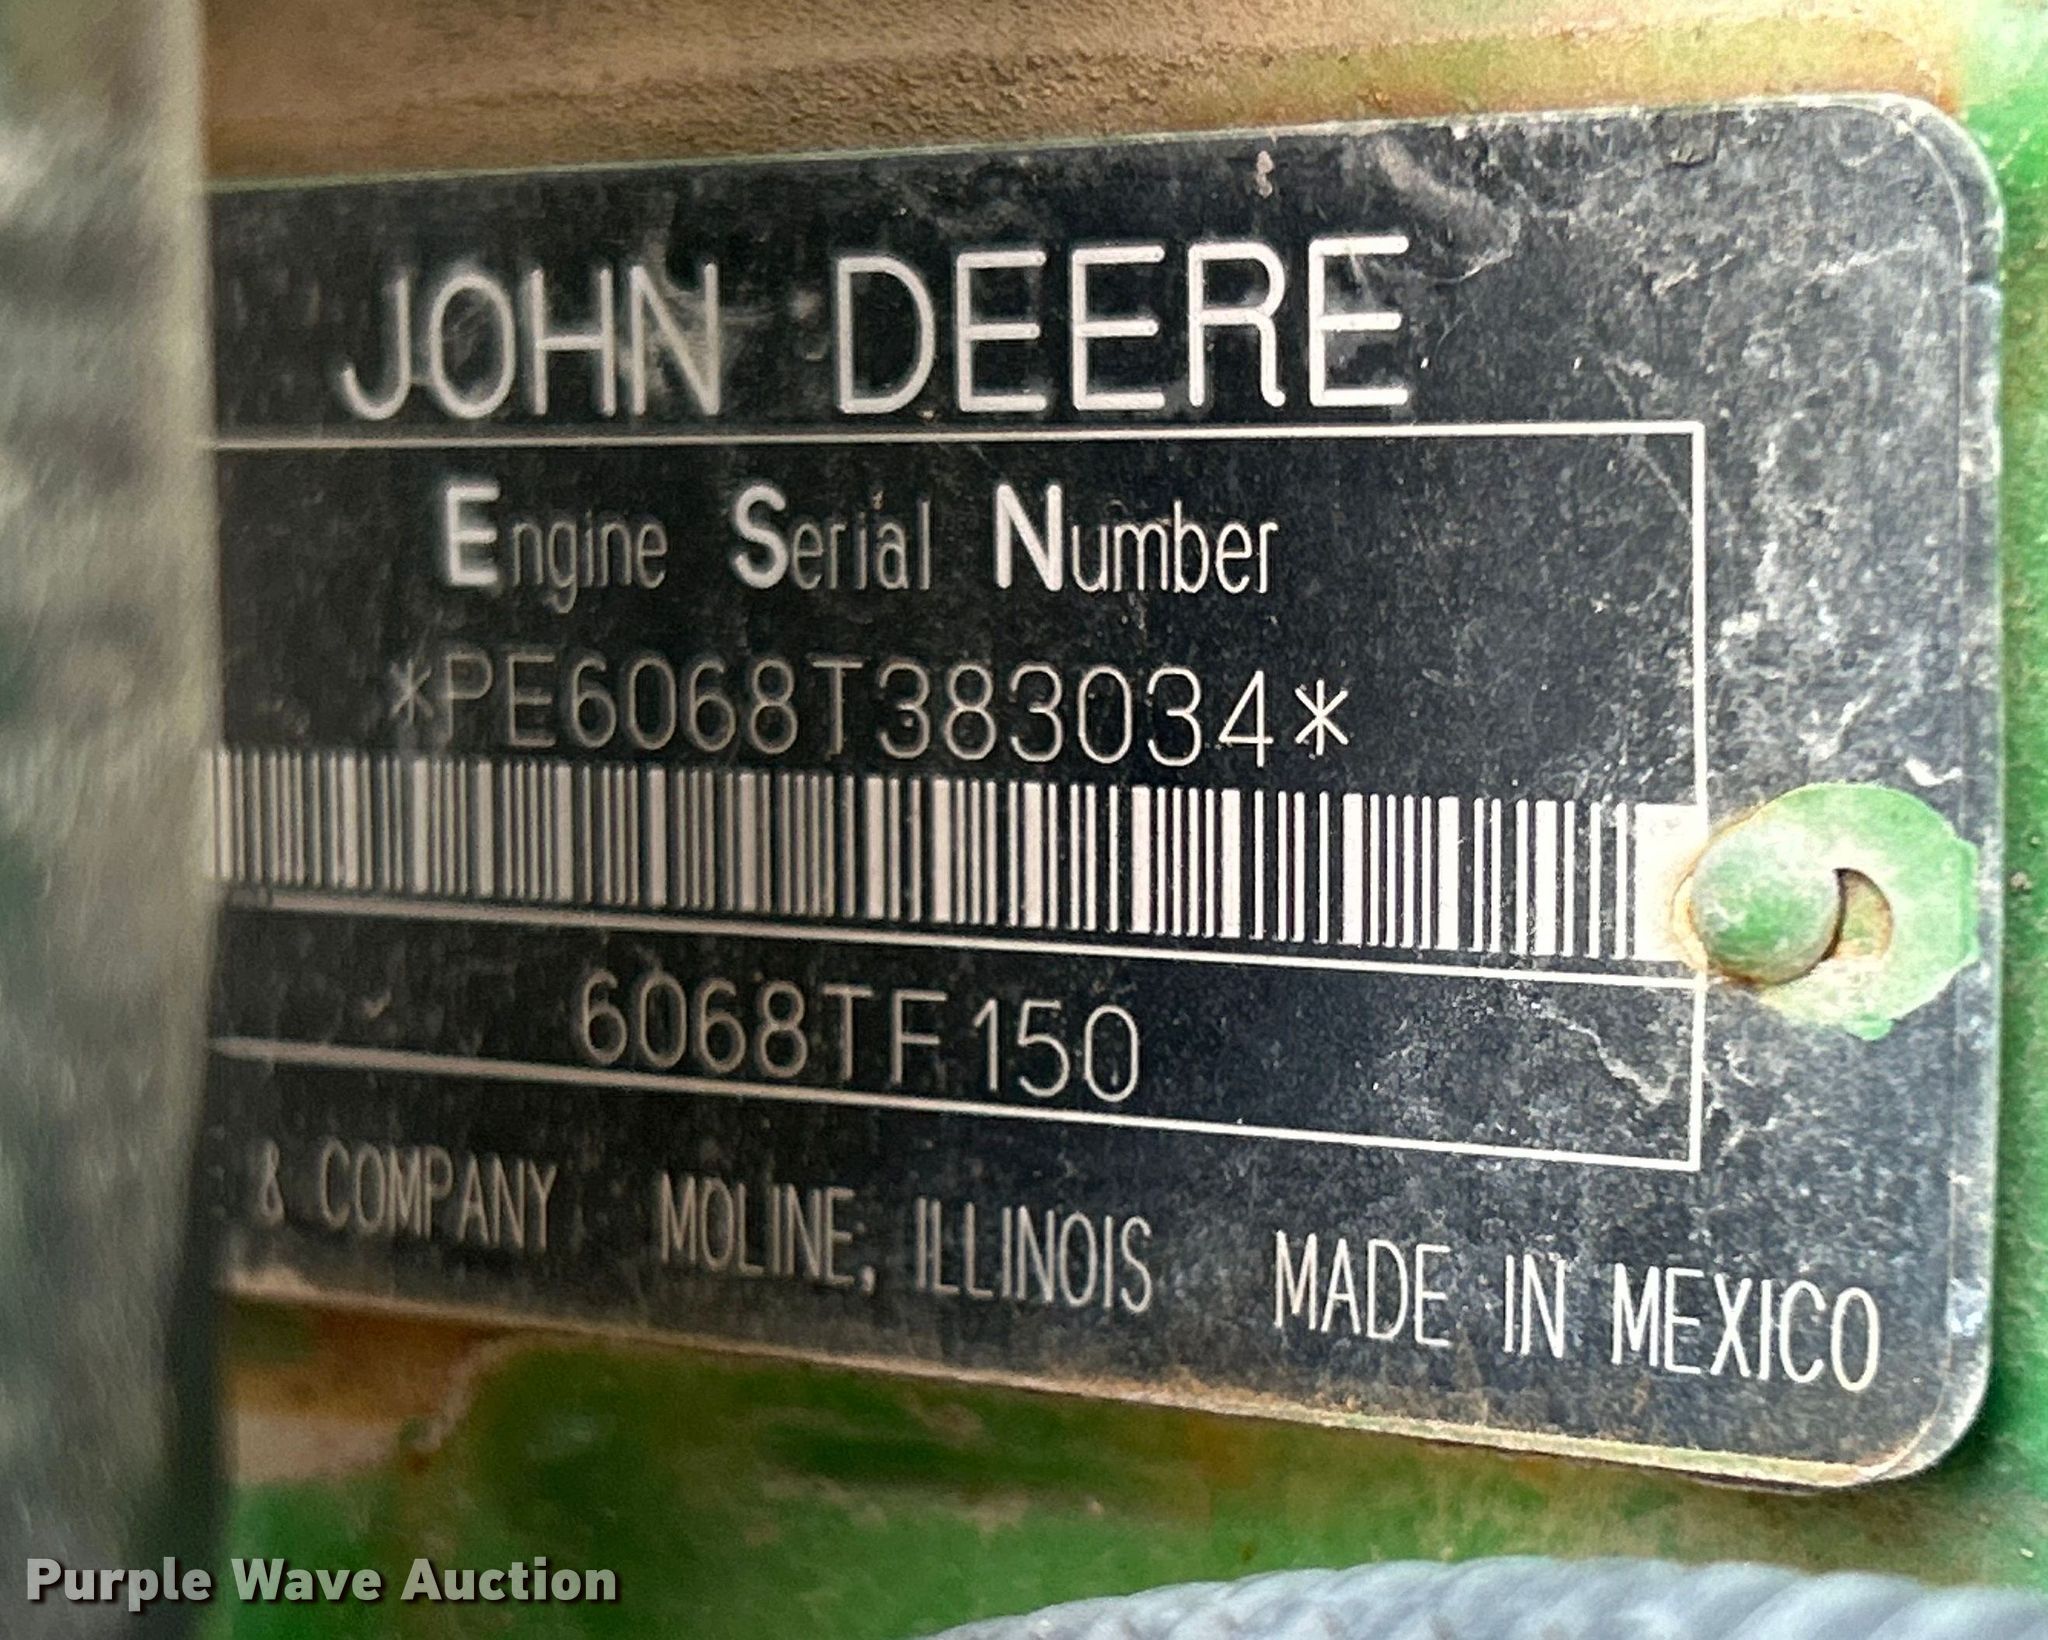 JOHN DEERE
Engine Serial Number
*PE6068T383034*
6068TF150
& COMPANY MOLINE, ILLINOIS MADE IN MEXICO
Purple Wave Auction